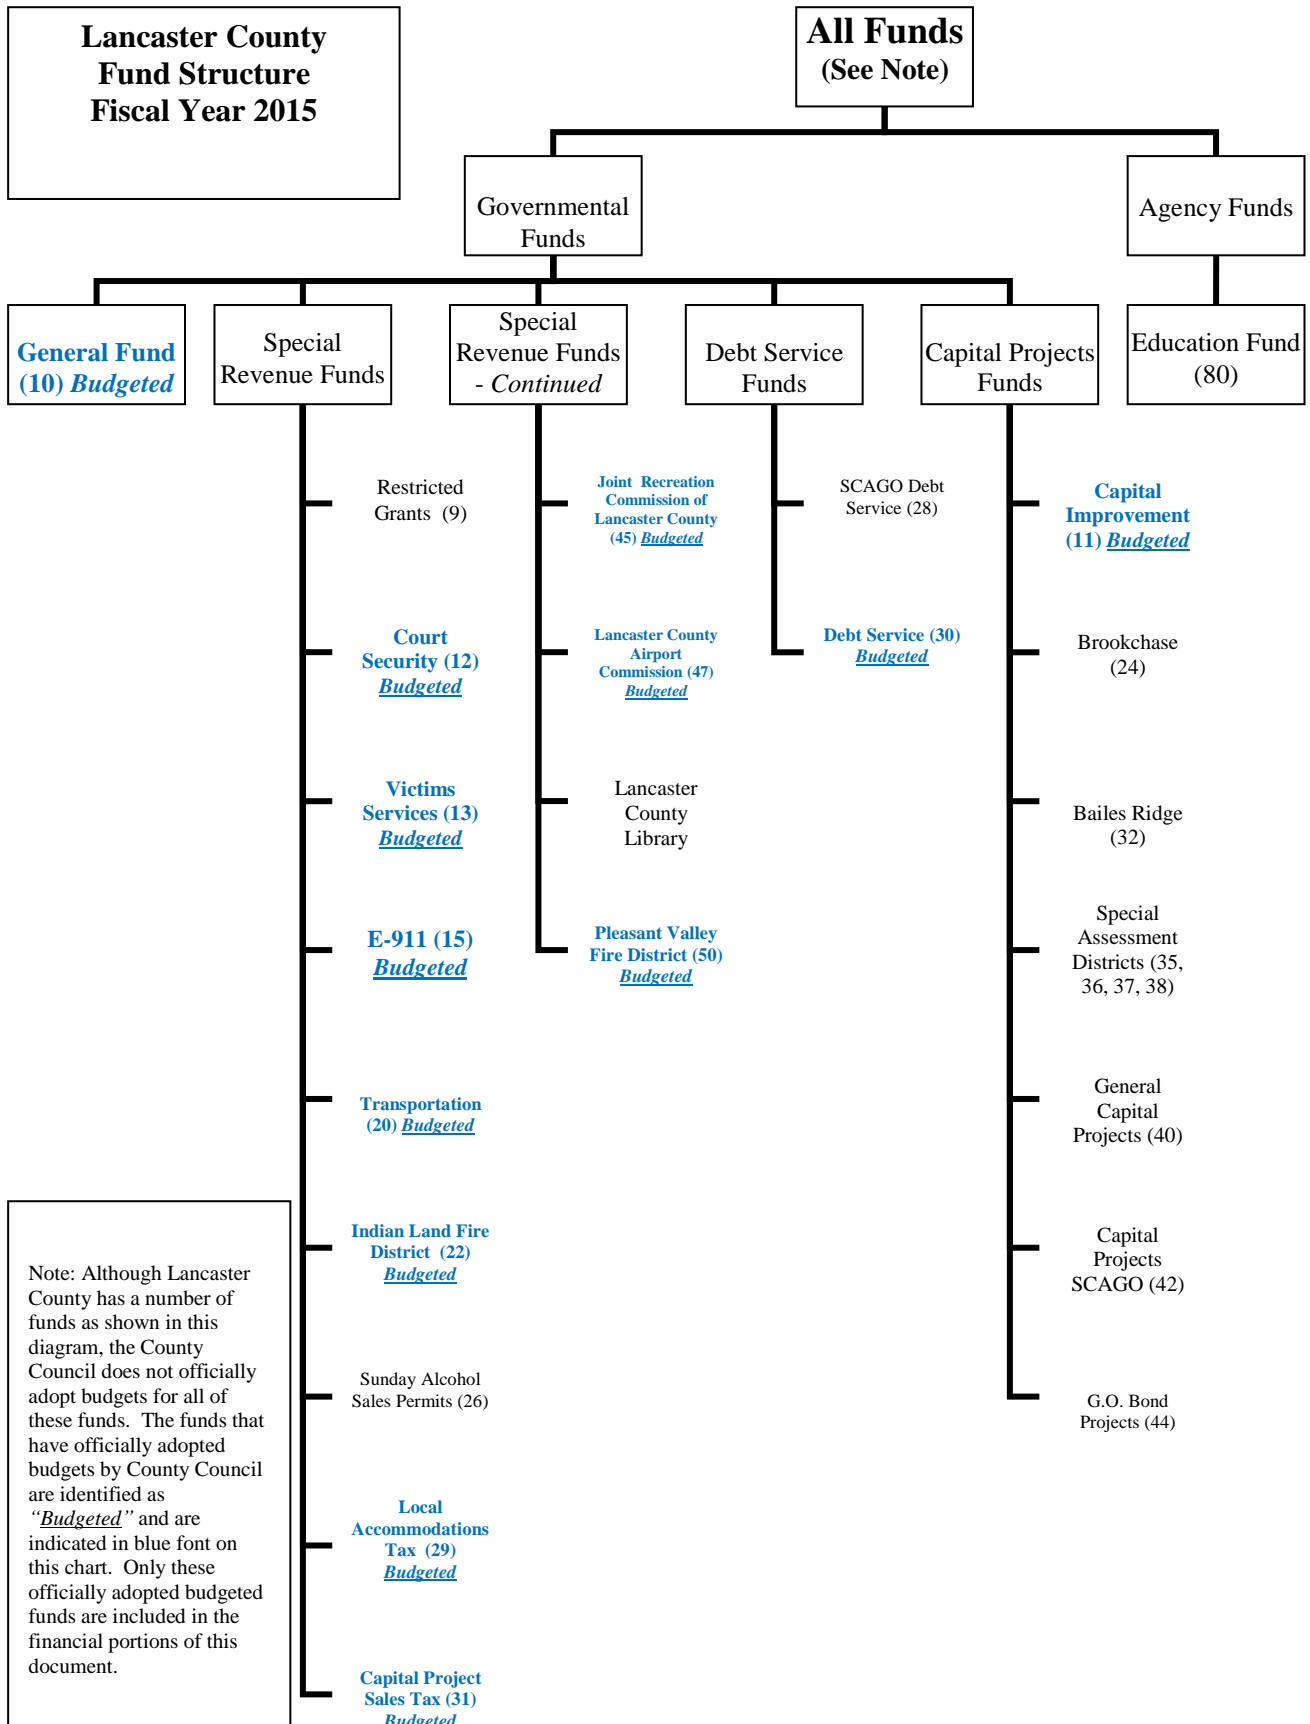 Lancaster County
Fund Structure
Fiscal Year 2015
All Funds
(See Note)
Governmental
Funds
Agency Funds
General Fund
(10) Budgeted
Special
Revenue Funds
Special
Revenue Funds
- Continued
Debt Service
Funds
Capital Projects
Funds
Education Fund
(80)
Restricted
Grants (9)
Court
Security (12)
Budgeted
Victims
Services (13)
Budgeted
E-911 (15)
Budgeted
Transportation
(20) Budgeted
Indian Land Fire
District (22)
Budgeted
Sunday Alcohol
Sales Permits (26)
Local
Accommodations
Tax (29)
Budgeted
Capital Project
Sales Tax (31)
Budgeted
Joint Recreation
Commission of
Lancaster County
(45) Budgeted
Lancaster County
Airport
Commission (47)
Budgeted
Lancaster
County
Library
Pleasant Valley
Fire District (50)
Budgeted
SCAGO Debt
Service (28)
Debt Service (30)
Budgeted
Capital
Improvement
(11) Budgeted
Brookchase
(24)
Bailes Ridge
(32)
Special
Assessment
Districts (35,
36, 37, 38)
General
Capital
Projects (40)
Capital
Projects
SCAGO (42)
G.O. Bond
Projects (44)
Note: Although Lancaster
County has a number of
funds as shown in this
diagram, the County
Council does not officially
adopt budgets for all of
these funds.  The funds that
have officially adopted
budgets by County Council
are identified as
“Budgeted” and are
indicated in blue font on
this chart.  Only these
officially adopted budgeted
funds are included in the
financial portions of this
document.